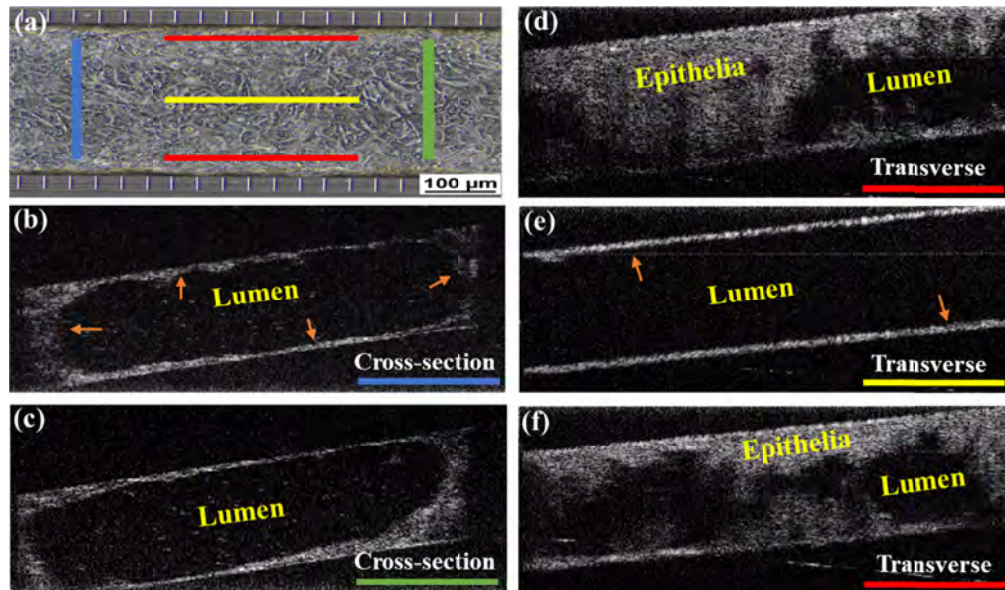 (a)
100 µm
(b)
Lumen
Cross-section
(c)
Lumen
Cross-section
(d)
Epithelia
Lumen
Transverse
(e)
Lumen
Transverse
(f)
Epithelia
Lumen
Transverse